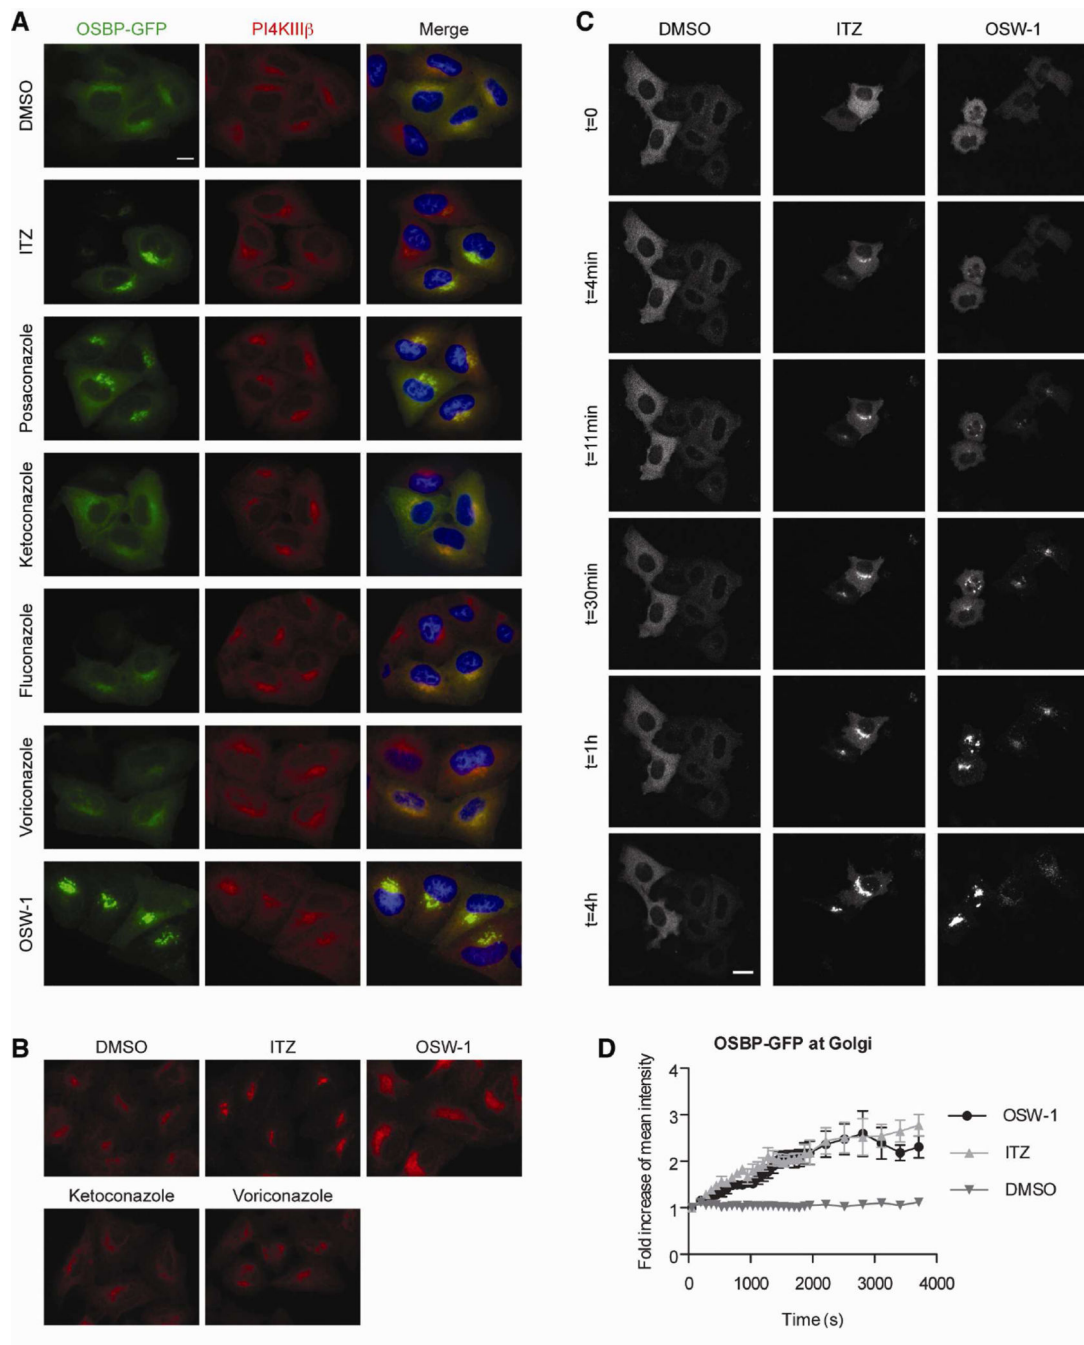 A
OSBP-GFP PI4KIIIβ Merge
DMSO
ITZ
Posaconazole
Ketoconazole
Fluconazole
Voriconazole
OSW-1
B
DMSO ITZ OSW-1
Ketoconazole Voriconazole
C
DMSO ITZ OSW-1
t=0
t=4min
t=11min
t=30min
t=1h
t=4h
D
OSBP-GFP at Golgi
Fold increase of mean intensity
4
3
2
1
0
0 1000 2000 3000 4000
Time (s)
OSW-1
ITZ
DMSO